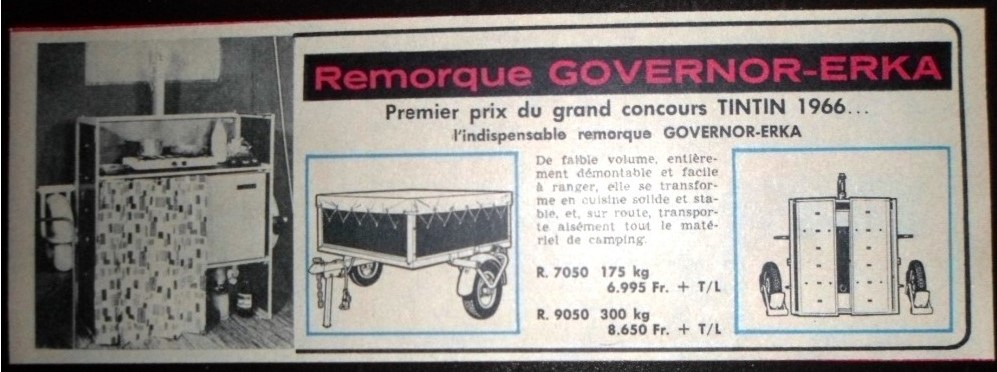 Remorque GOVERNOR-ERKA
Premier prix du grand concours TINTIN 1966...
l'indispensable remorque GOVERNOR-ERKA
De faible volume, entière-
ment démontable et facile
à ranger, elle se transfor-
me en cuisine solide et sta-
ble, et, sur route, transpor-
te aisément tout le maté-
riel de camping.
R. 7050 175 kg
6.995 Fr. + T/L
R. 9050 300 kg
8.650 Fr. + T/L